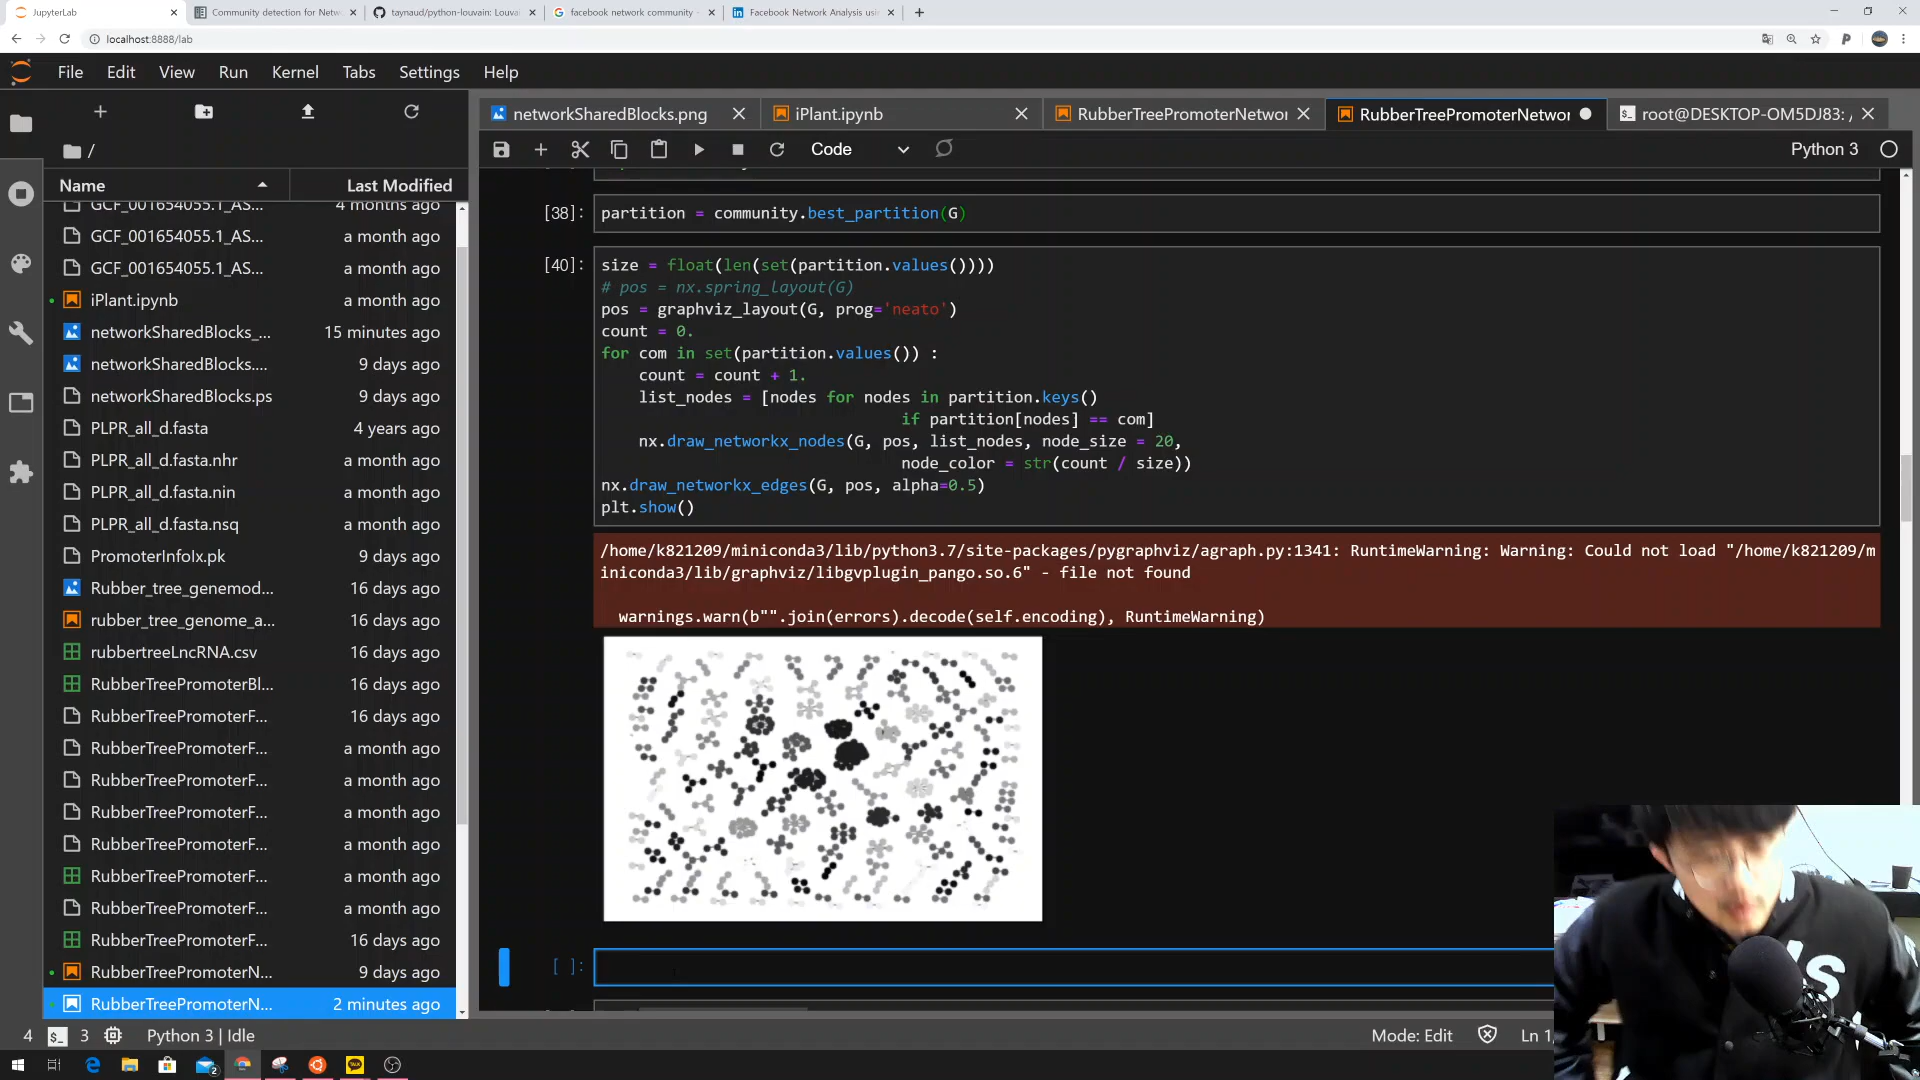 JupyterLab
Community detection for Netw
taynaud/python-louvain: Louva
facebook network community -
Facebook Network Analysis usi
localhost:8888/lab
File Edit View Run Kernel Tabs Settings Help
networkSharedBlocks.png
iPlant.ipynb
RubberTreePromoterNetwor
RubberTreePromoterNetwor
root@DESKTOP-OM5DJ83: /
/
Code
Python 3
Name Last Modified
GCF_001654055.1_AS... 4 months ago
GCF_001654055.1_AS... a month ago
GCF_001654055.1_AS... a month ago
iPlant.ipynb a month ago
networkSharedBlocks_... 15 minutes ago
networkSharedBlocks.... 9 days ago
networkSharedBlocks.ps 9 days ago
PLPR_all_d.fasta 4 years ago
PLPR_all_d.fasta.nhr a month ago
PLPR_all_d.fasta.nin a month ago
PLPR_all_d.fasta.nsq a month ago
PromoterInfoIx.pk 9 days ago
Rubber_tree_genemod... 16 days ago
rubber_tree_genome_a... 16 days ago
rubbertreeLncRNA.csv 16 days ago
RubberTreePromoterBl... 16 days ago
RubberTreePromoterF... 16 days ago
RubberTreePromoterF... a month ago
RubberTreePromoterF... a month ago
RubberTreePromoterF... a month ago
RubberTreePromoterF... a month ago
RubberTreePromoterF... a month ago
RubberTreePromoterF... a month ago
RubberTreePromoterF... 16 days ago
RubberTreePromoterN... 9 days ago
RubberTreePromoterN... 2 minutes ago
[38]: partition = community.best_partition(G)
[40]: size = float(len(set(partition.values())))
# pos = nx.spring_layout(G)
pos = graphviz_layout(G, prog='neato')
count = 0.
for com in set(partition.values()) :
count = count + 1.
list_nodes = [nodes for nodes in partition.keys()
if partition[nodes] == com]
nx.draw_networkx_nodes(G, pos, list_nodes, node_size = 20,
node_color = str(count / size))
nx.draw_networkx_edges(G, pos, alpha=0.5)
plt.show()
/home/k821209/miniconda3/lib/python3.7/site-packages/pygraphviz/agraph.py:1341: RuntimeWarning: Warning: Could not load "/home/k821209/m
iniconda3/lib/graphviz/libgvplugin_pango.so.6" - file not found
warnings.warn(b"".join(errors).decode(self.encoding), RuntimeWarning)
[ ]:
4 3 Python 3 | Idle
Mode: Edit Ln 1,